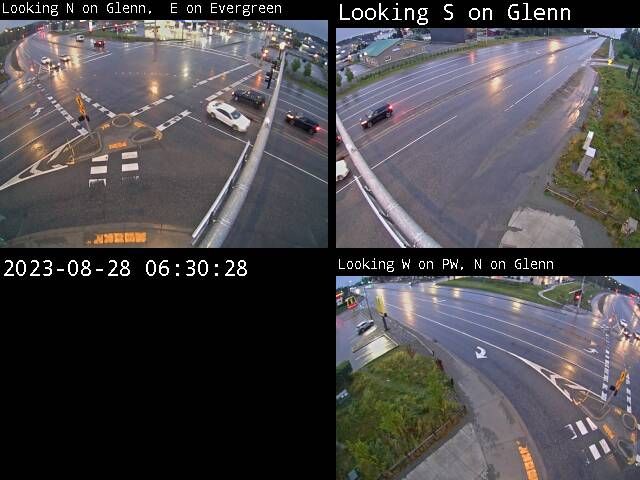 Looking N on Glenn,  E on Evergreen
Looking S on Glenn
2023-08-28 06:30:28
Looking W on PW, N on Glenn